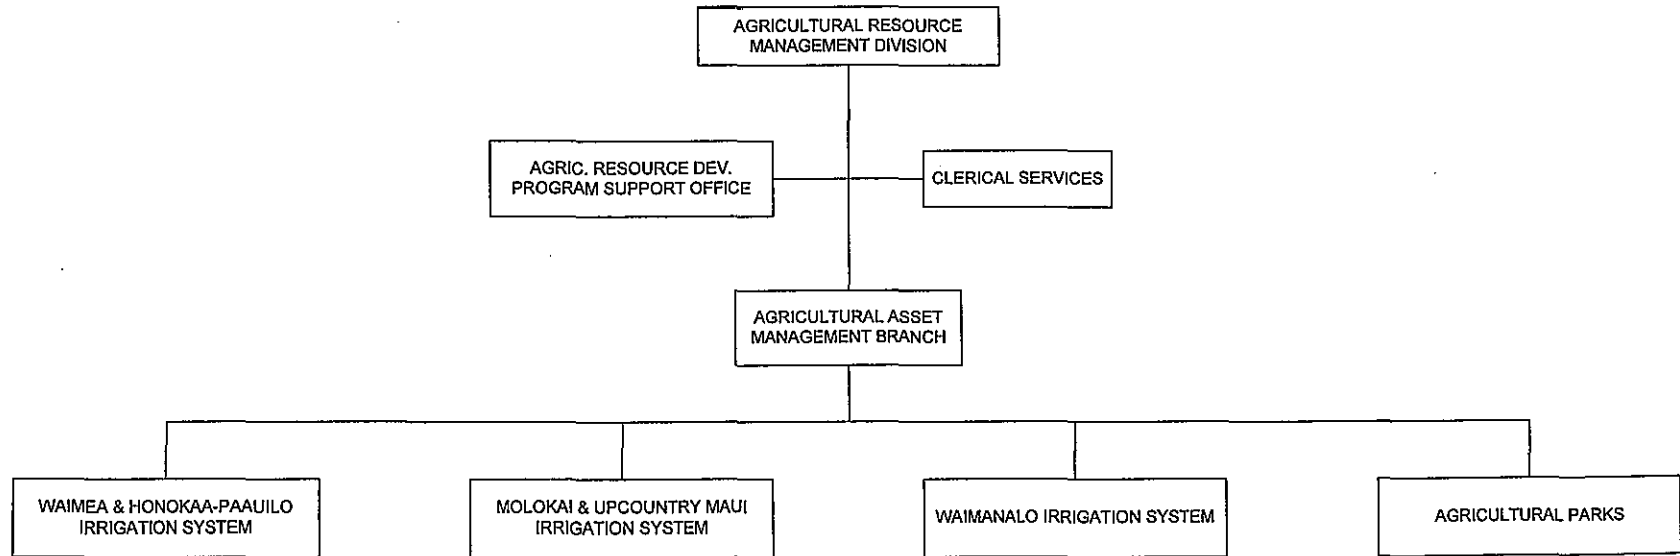 AGRICULTURAL RESOURCE
MANAGEMENT DIVISION
AGRIC. RESOURCE DEV.
PROGRAM SUPPORT OFFICE
CLERICAL SERVICES
AGRICULTURAL ASSET
MANAGEMENT BRANCH
WAIMEA & HONOKAA-PAAUILO
IRRIGATION SYSTEM
MOLOKAI & UPCOUNTRY MAUI
IRRIGATION SYSTEM
WAIMANALO IRRIGATION SYSTEM
AGRICULTURAL PARKS